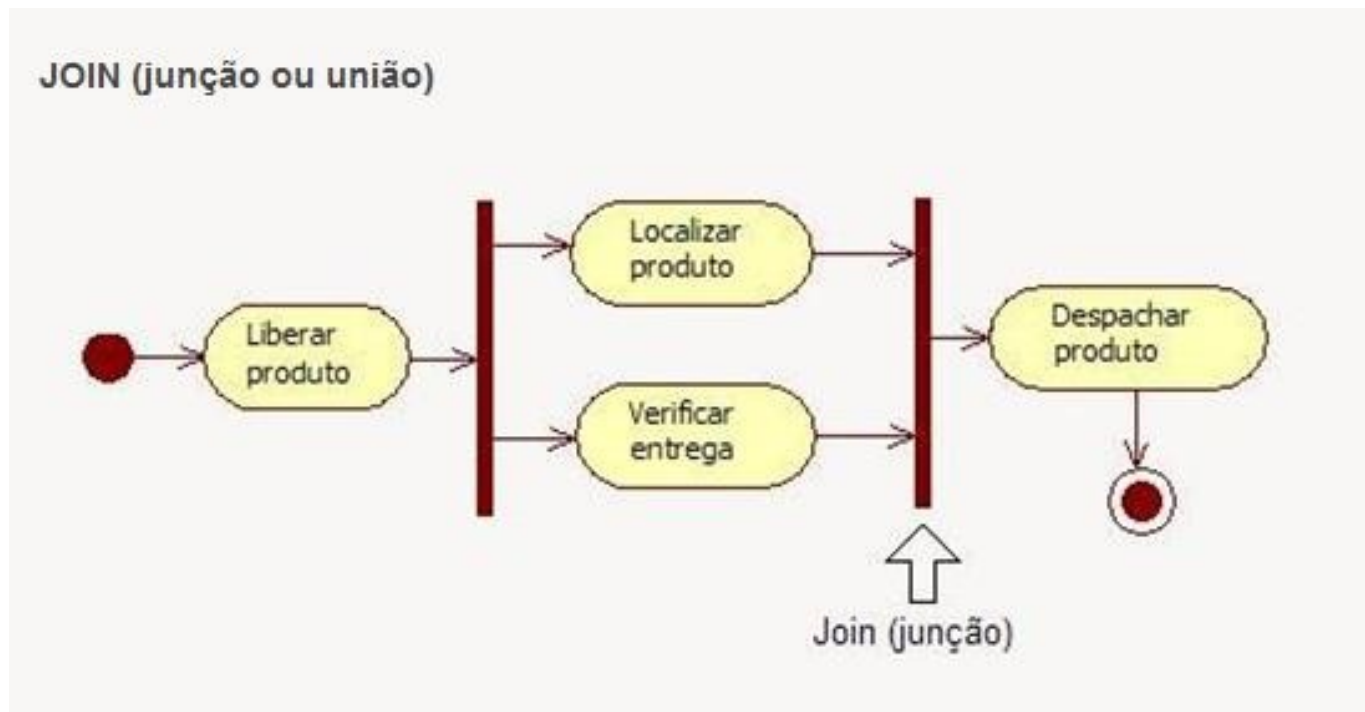 JOIN (junção ou união)
Localizar
produto
Liberar
produto
Despachar
produto
Verificar
entrega
Join (junção)